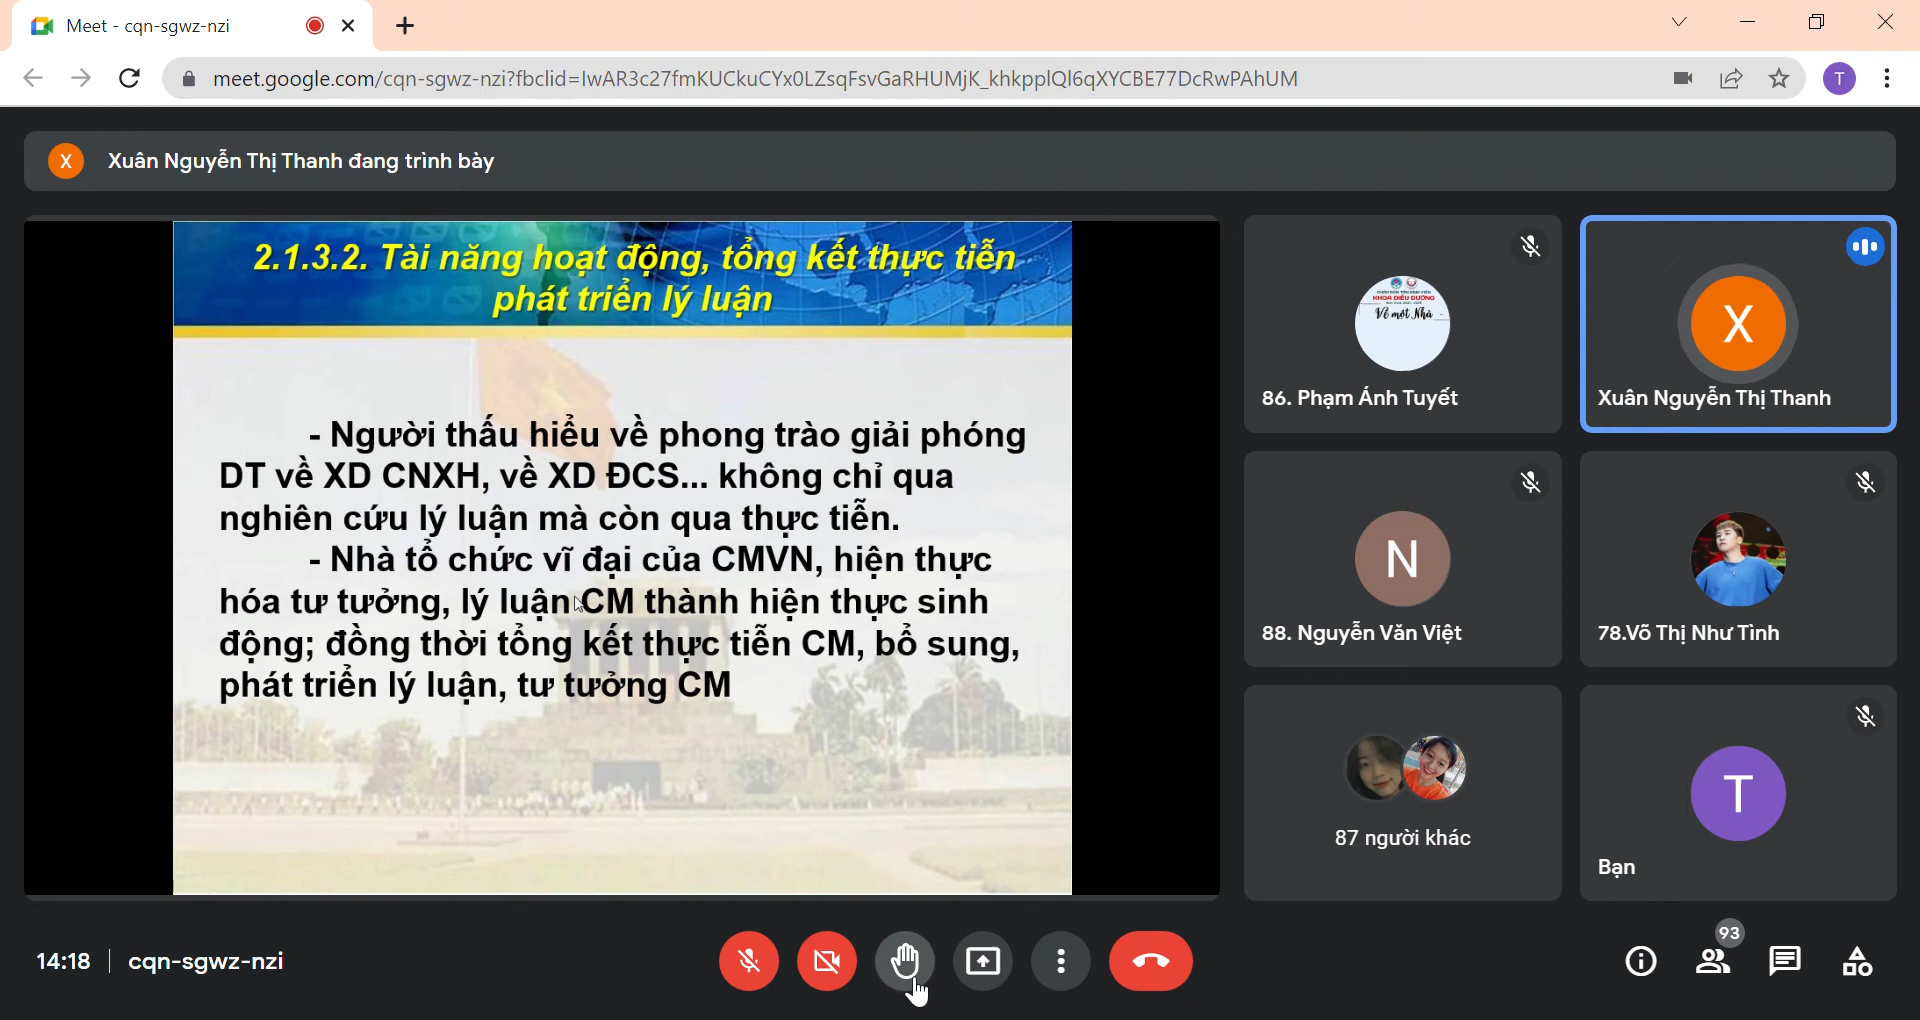 Meet - cqn-sgwz-nzi
meet.google.com/cqn-sgwz-nzi?fbclid=IwAR3c27fmKUCkuCYx0LZsqFsvGaRHUMjK_khkpplQl6qXYCBE77DcRwPAhUM
T
X
Xuân Nguyễn Thị Thanh đang trình bày
2.1.3.2. Tài năng hoạt động, tổng kết thực tiễn
phát triển lý luận
- Người thấu hiểu về phong trào giải phóng
DT về XD CNXH, về XD ĐCS... không chỉ qua
nghiên cứu lý luận mà còn qua thực tiễn.
- Nhà tổ chức vĩ đại của CMVN, hiện thực
hóa tư tưởng, lý luận CM thành hiện thực sinh
động; đồng thời tổng kết thực tiễn CM, bổ sung,
phát triển lý luận, tư tưởng CM
KHOA ĐIỀU DƯỠNG
Về một Nhà
86. Phạm Ánh Tuyết
X
Xuân Nguyễn Thị Thanh
N
88. Nguyễn Văn Việt
78.Võ Thị Như Tình
87 người khác
T
Bạn
14:18
cqn-sgwz-nzi
93